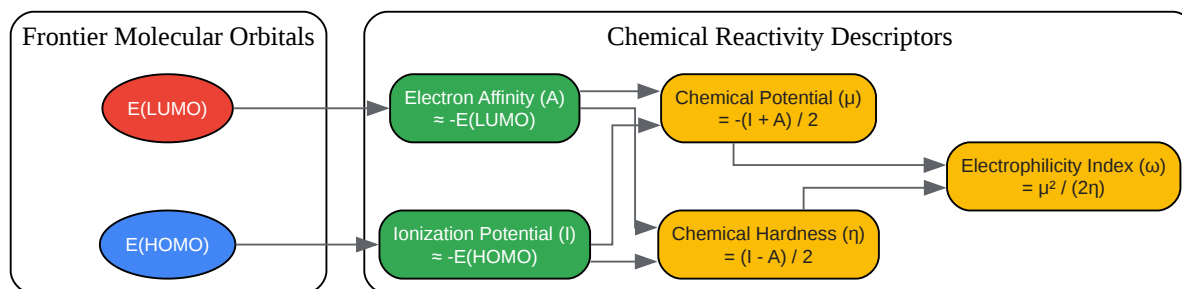 Frontier Molecular Orbitals
E(LUMO)
E(HOMO)
Chemical Reactivity Descriptors
Electron Affinity (A)
≈ -E(LUMO)
Ionization Potential (I)
≈ -E(HOMO)
Chemical Potential (μ)
= -(I + A) / 2
Chemical Hardness (η)
= (I - A) / 2
Electrophilicity Index (ω)
= μ² / (2η)